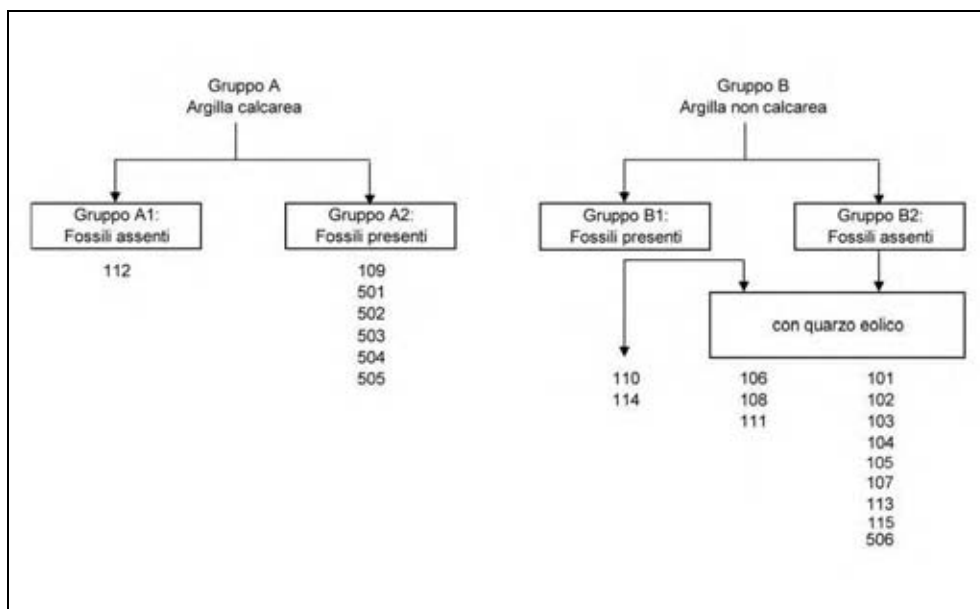 Gruppo A
Argilla calcarea
Gruppo A1:
Fossili assenti
112
Gruppo A2:
Fossili presenti
109
501
502
503
504
505
Gruppo B
Argilla non calcarea
Gruppo B1:
Fossili presenti
Gruppo B2:
Fossili assenti
con quarzo eolico
110
114
106
108
111
101
102
103
104
105
107
113
115
506